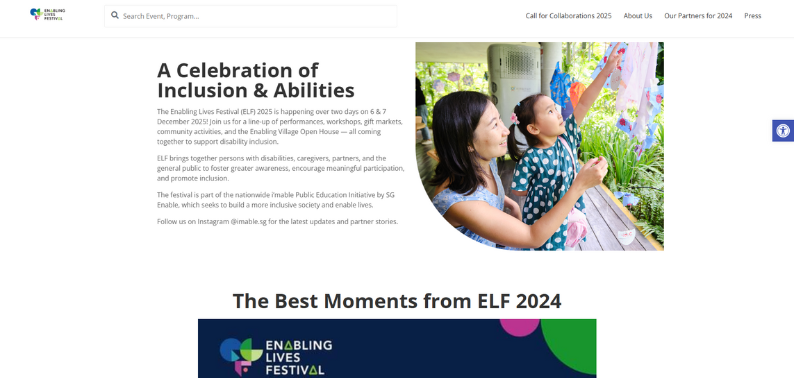 ENABLING
LIVES
FESTIVAL
Search Event, Program...
Call for Collaborations 2025
About Us
Our Partners for 2024
Press
A Celebration of
Inclusion & Abilities
The Enabling Lives Festival (ELF) 2025 is happening over two days on 6 & 7
December 2025! Join us for a line-up of performances, workshops, gift markets,
community activities, and the Enabling Village Open House — all coming
together to support disability inclusion.
ELF brings together persons with disabilities, caregivers, partners, and the
general public to foster greater awareness, encourage meaningful participation,
and promote inclusion.
The festival is part of the nationwide i'mable Public Education Initiative by SG
Enable, which seeks to build a more inclusive society and enable lives.
Follow us on Instagram @imable.sg for the latest updates and partner stories.
The Best Moments from ELF 2024
ENABLING
LIVES
FESTIVAL